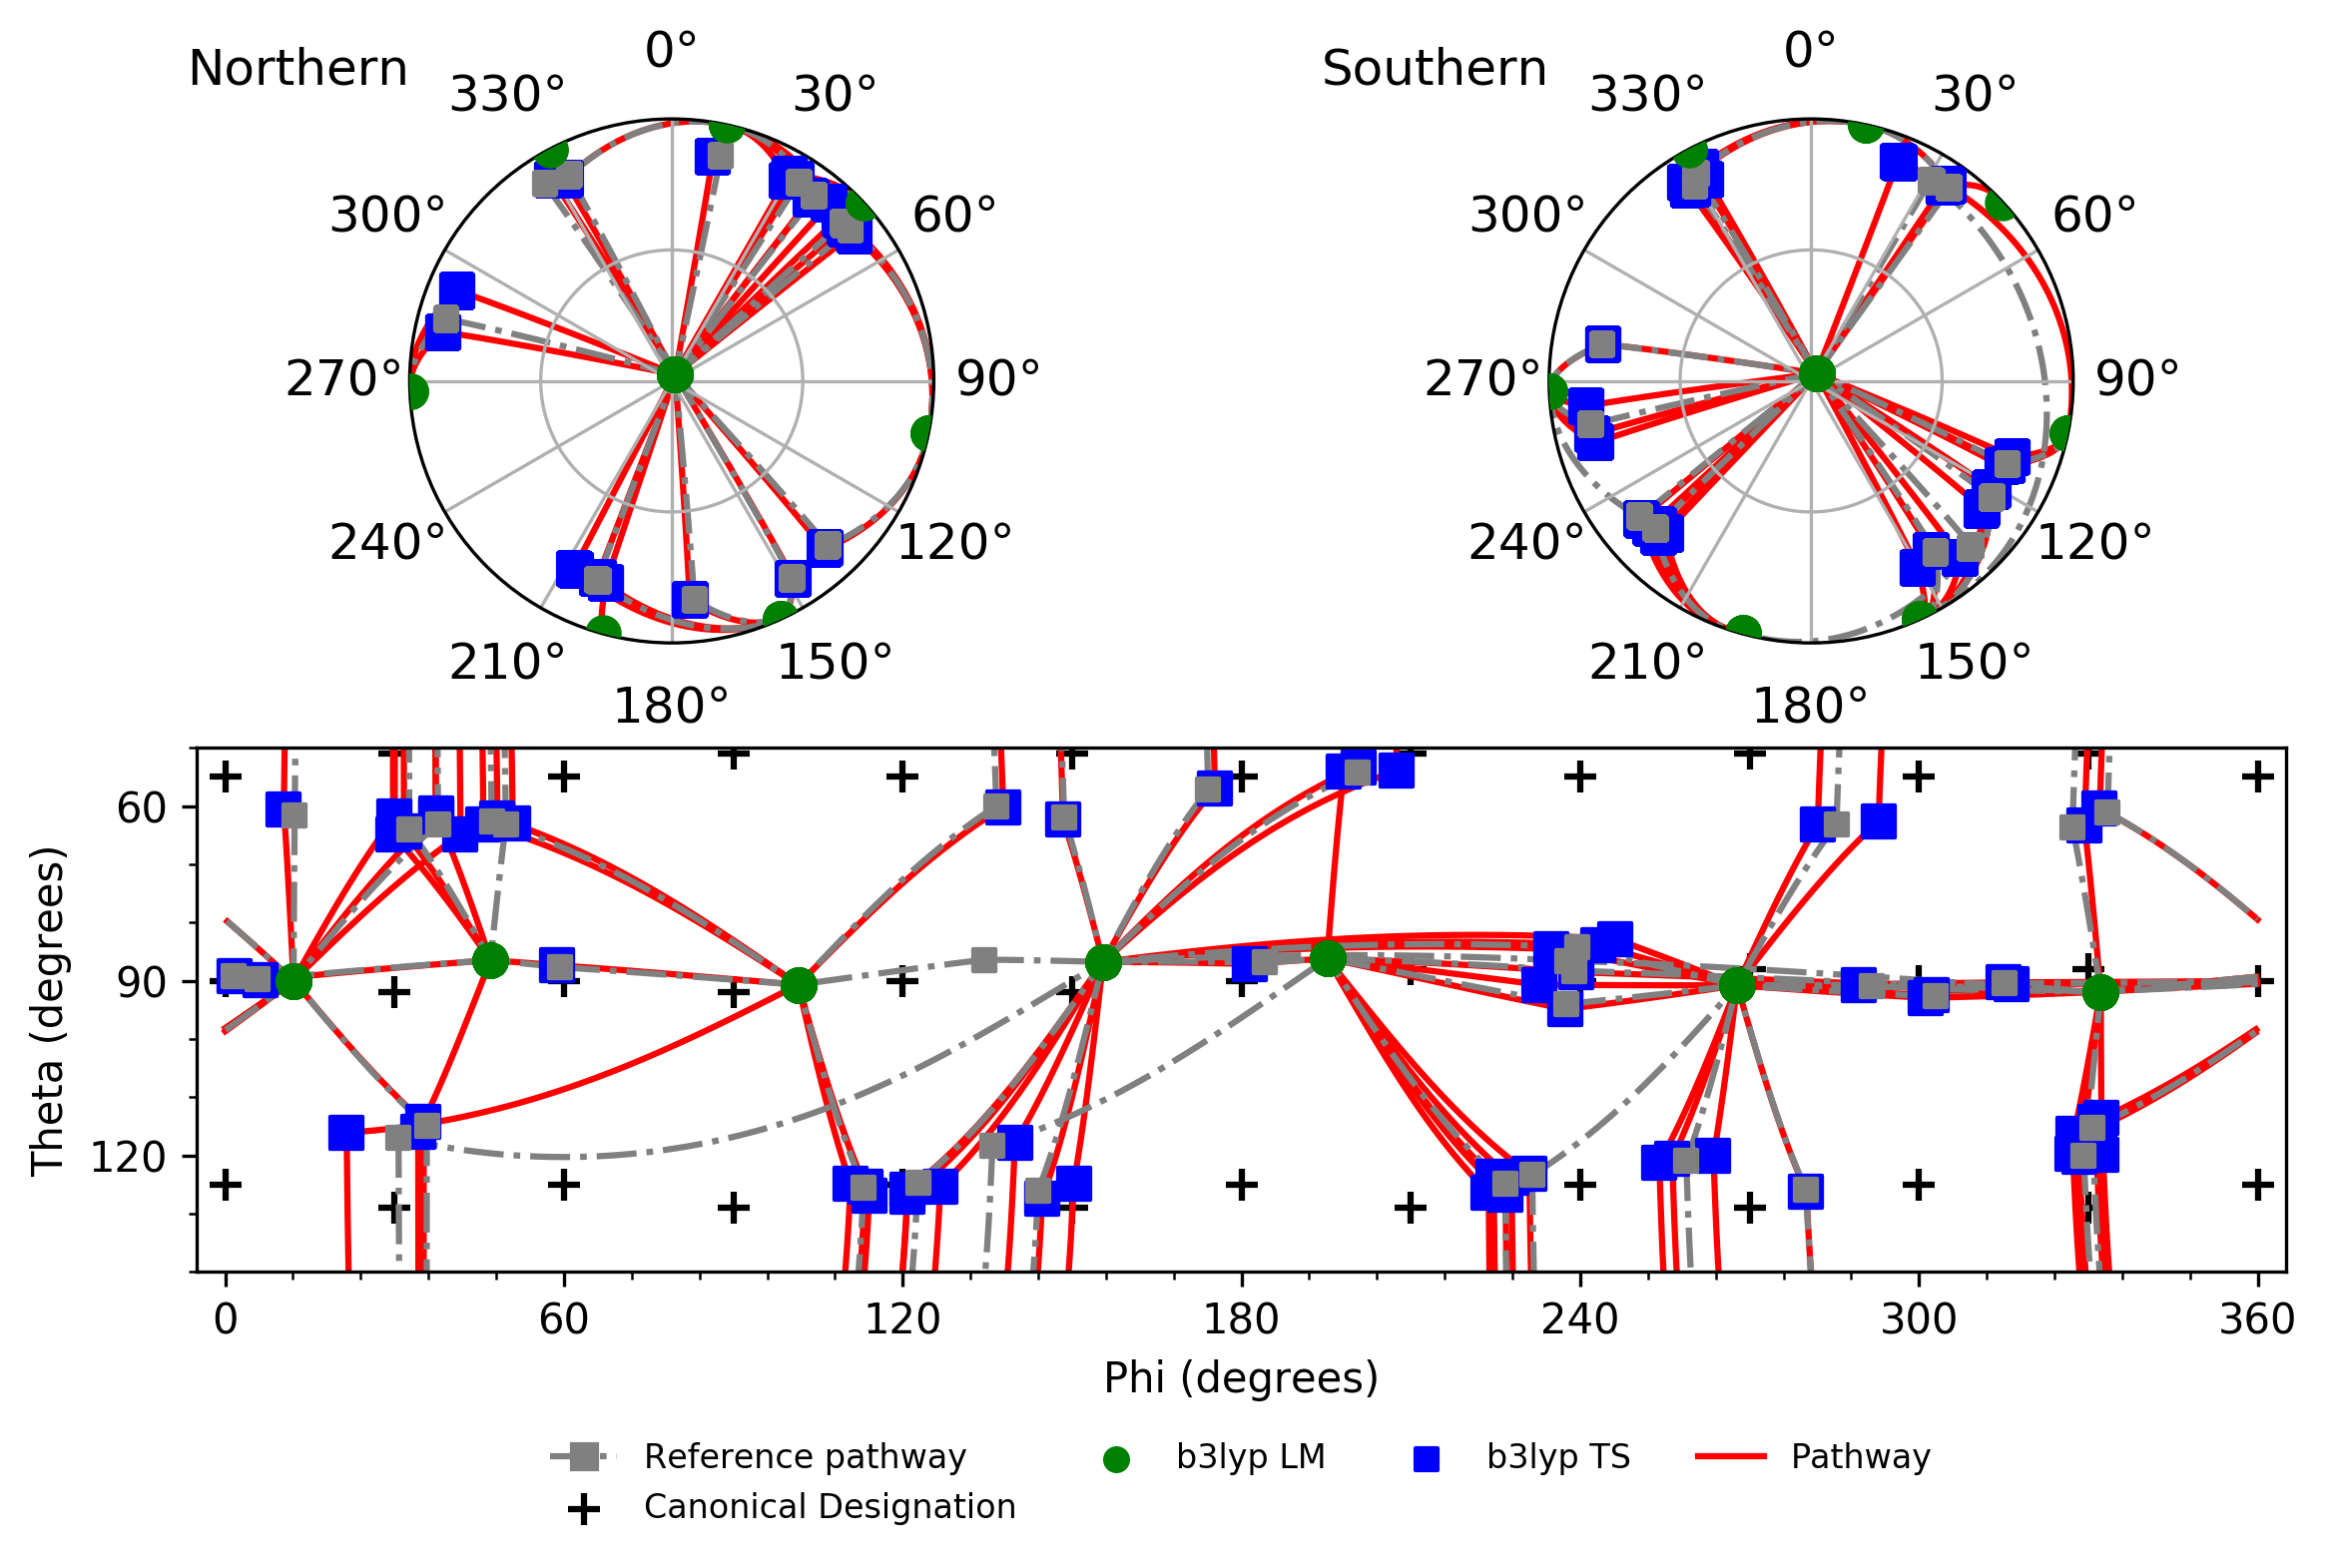 Northern
0°
30°
60°
90°
120°
150°
180°
210°
240°
270°
300°
330°
Southern
0°
30°
60°
90°
120°
150°
180°
210°
240°
270°
300°
330°
Theta (degrees)
60
90
120
0 60 120 180 240 300 360
Phi (degrees)
Reference pathway
Canonical Designation
b3lyp LM
b3lyp TS
Pathway